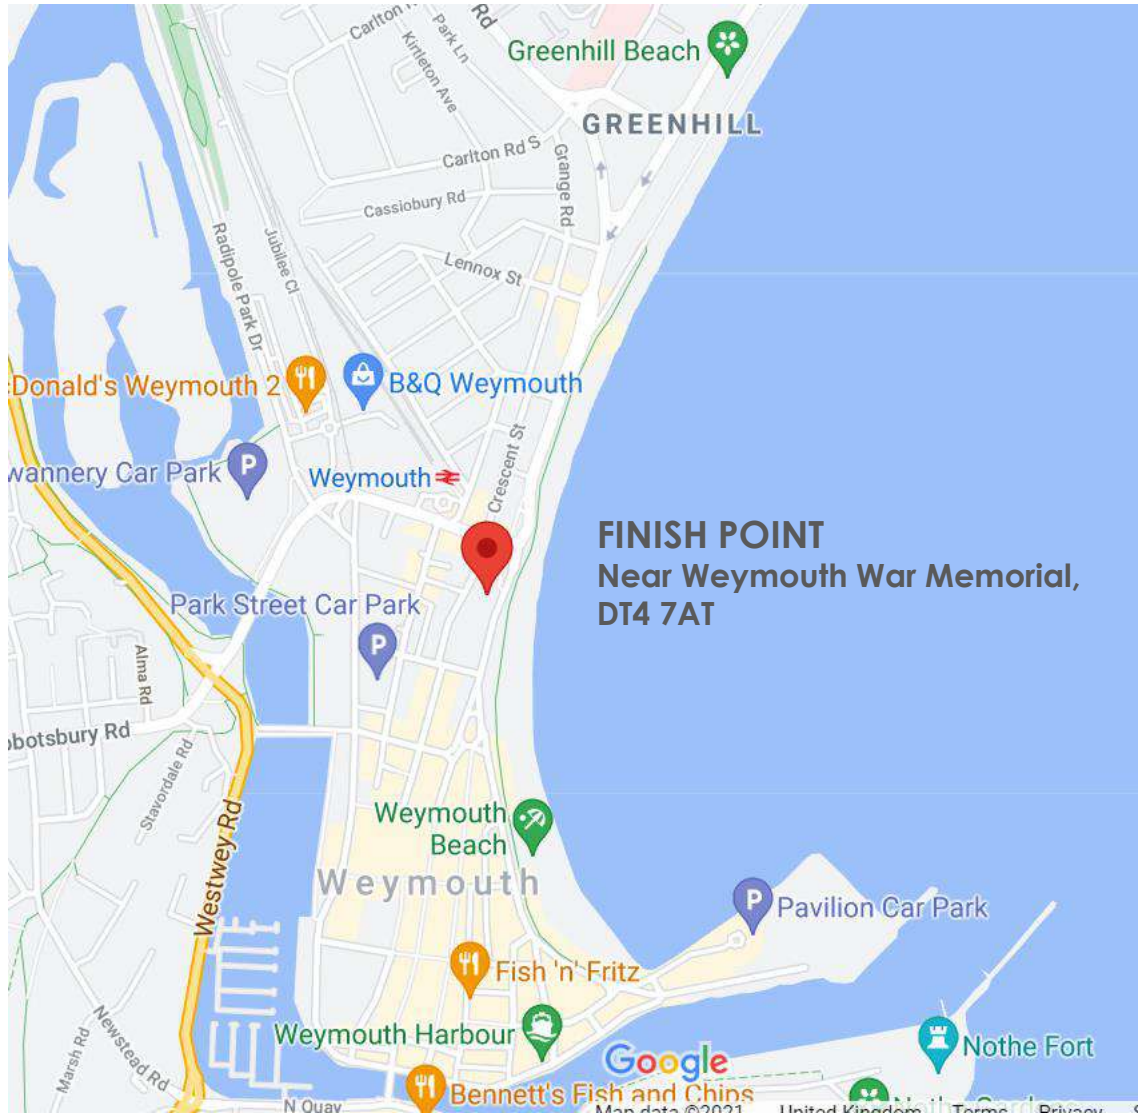 Carlton R
Park Ln
Rd
Kirtleton Ave
Greenhill Beach
GREENHILL
Carlton Rd S
Grange Rd
Cassiobury Rd
Radipole Park Dr
Jubilee Cl
Lennox St
cDonald's Weymouth 2
B&Q Weymouth
wannery Car Park
Weymouth
Crescent St
FINISH POINT
Near Weymouth War Memorial,
DT4 7AT
Park Street Car Park
Alma Rd
bbotsbury Rd
Stavordale Rd
Westwey Rd
Weymouth
Beach
Weymouth
Pavilion Car Park
Fish 'n' Fritz
Weymouth Harbour
Google
Nothe Fort
Newstead Rd
Marsh Rd
Bennett's Fish and Chips
N Quay
Map data ©2021 United Kingdom Terms Privacy